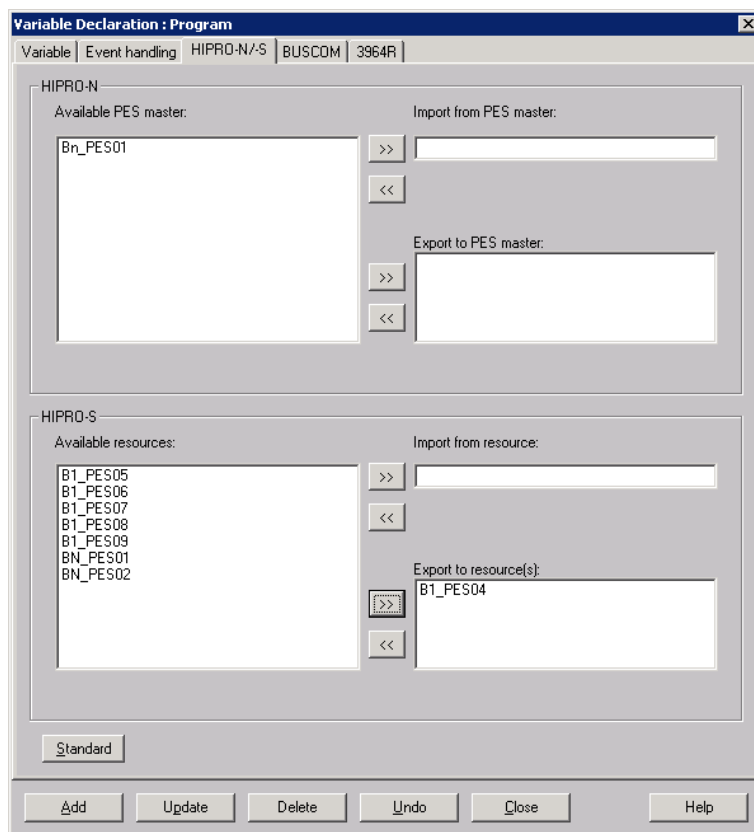 Variable Declaration : Program
Variable Event handling HIPRO-N/-S BUSCOM 3964R
HIPRO-N
Available PES master: Import from PES master:
Bn_PES01
>>
<<
Export to PES master:
>>
<<
HIPRO-S
Available resources: Import from resource:
B1_PES05
>>
B1_PES06
B1_PES07
B1_PES08
<<
B1_PES09
BN_PES01
BN_PES02
Export to resource(s):
B1_PES04
>>
<<
Standard
Add Update Delete Undo Close Help